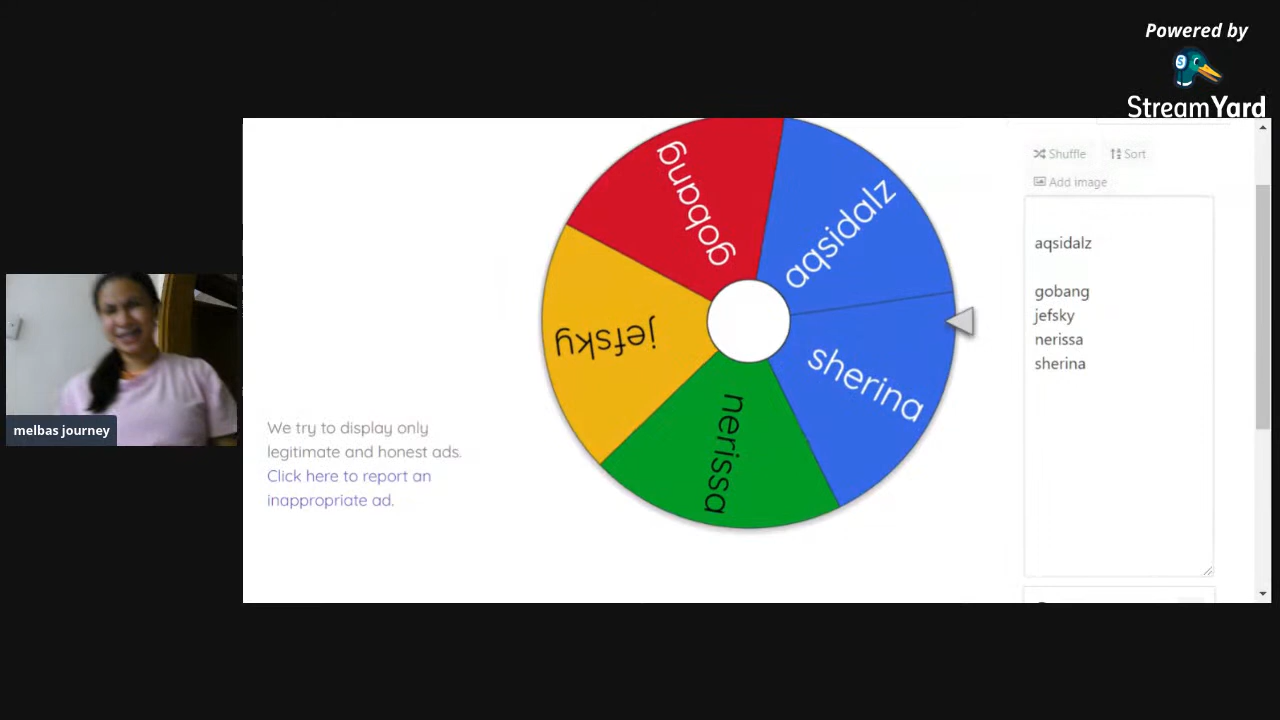 Powered by
StreamYard
Shuffle
Sort
Add image
aqsidalz
gobang
jefsky
nerissa
sherina
gobang
aqsidalz
jefsky
sherina
nerissa
We try to display only
legitimate and honest ads.
Click here to report an
inappropriate ad.
melbas journey